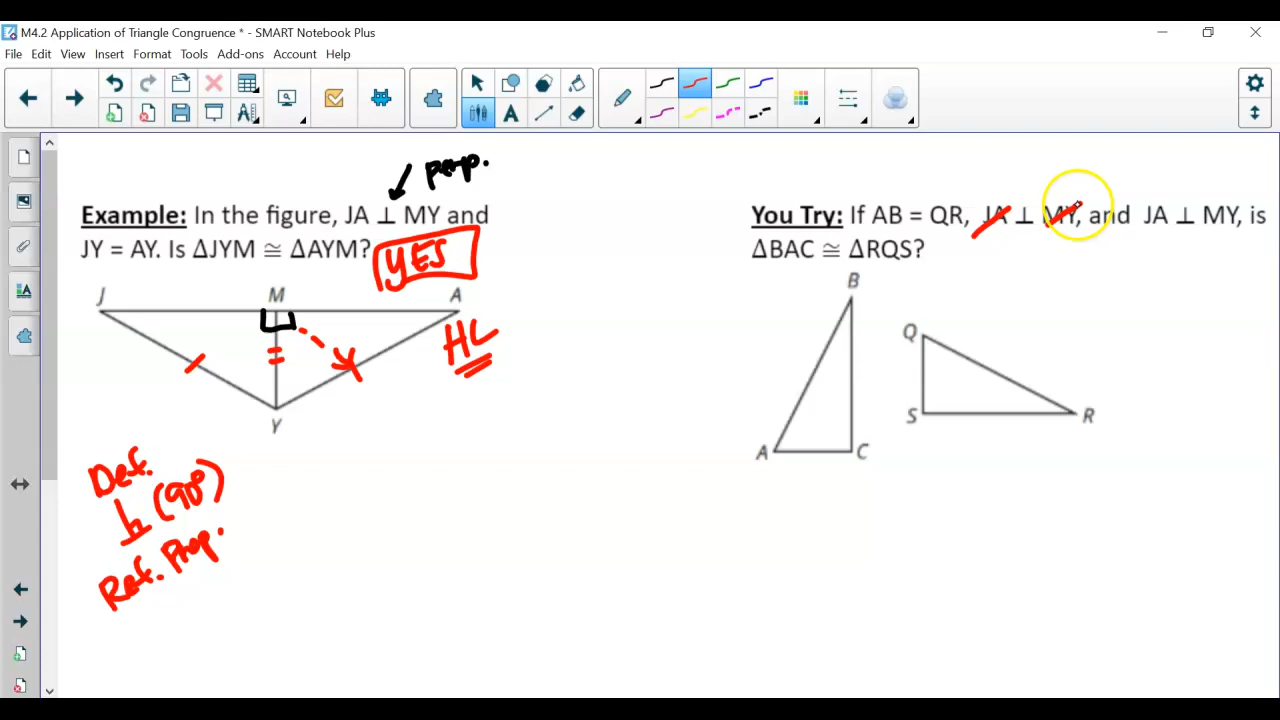 M4.2 Application of Triangle Congruence * - SMART Notebook Plus
File Edit View Insert Format Tools Add-ons Account Help
perp.
Example: In the figure, JA ⊥ MY and
JY = AY. Is ΔJYM ≅ ΔAYM?
YES
J M A
HL
Y
Def.
⊥ (90°)
Ref. Prop.
You Try: If AB = QR, JA ⊥ MY, and JA ⊥ MY, is
ΔBAC ≅ ΔRQS?
B
Q
S R
A C